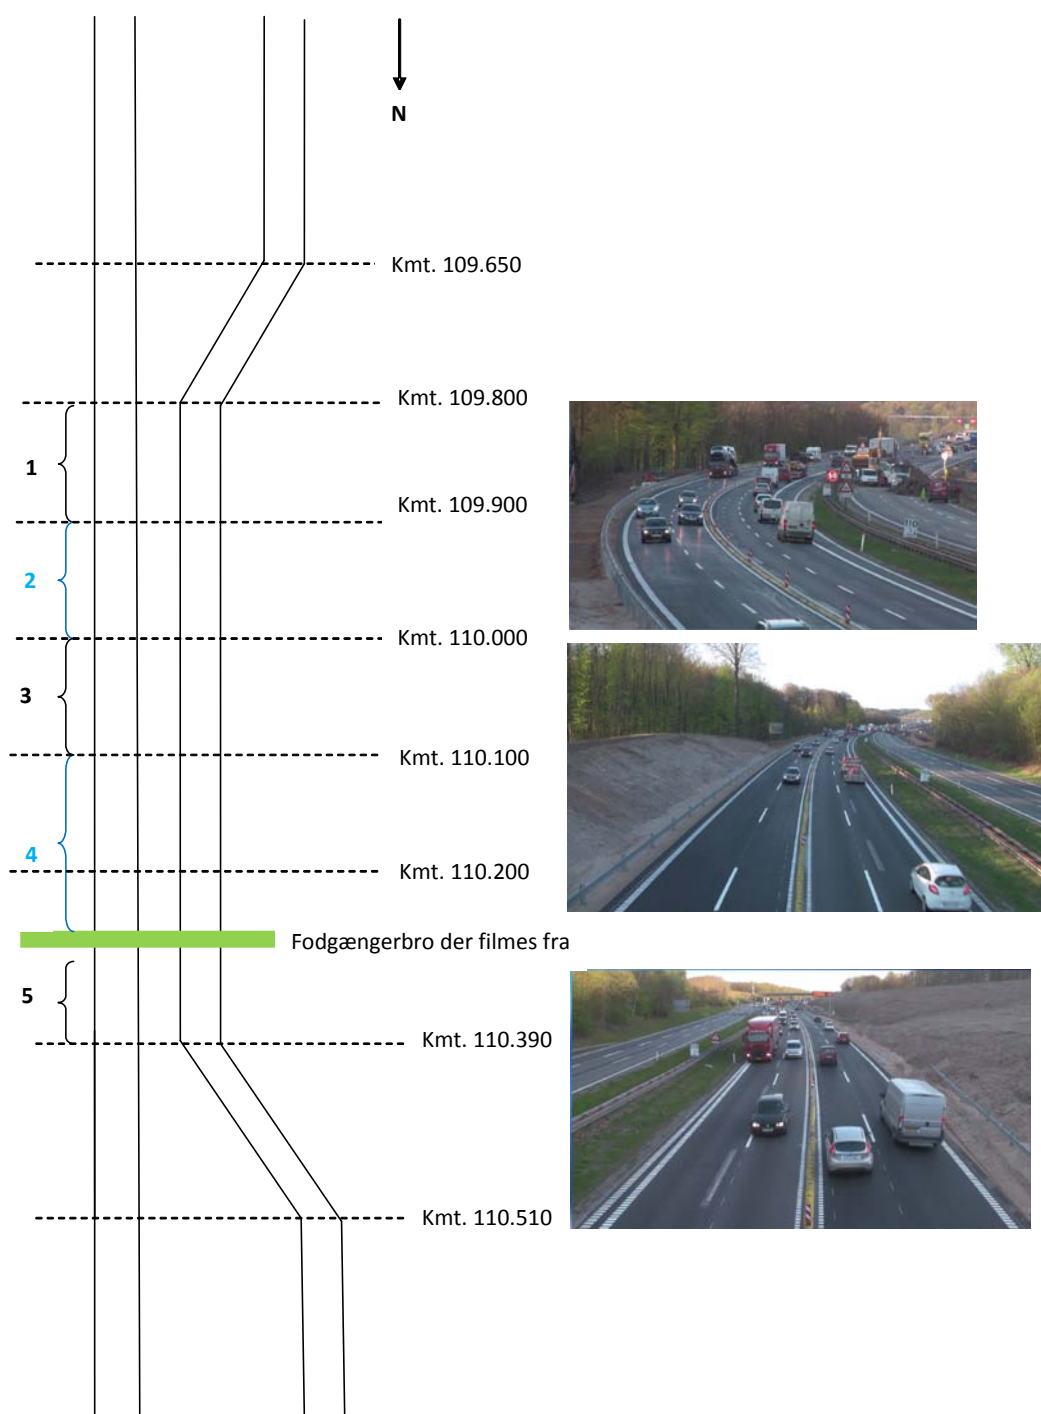 N
Kmt. 109.650
Kmt. 109.800
1
Kmt. 109.900
2
Kmt. 110.000
3
Kmt. 110.100
4
Kmt. 110.200
Fodgængerbro der filmes fra
5
Kmt. 110.390
Kmt. 110.510